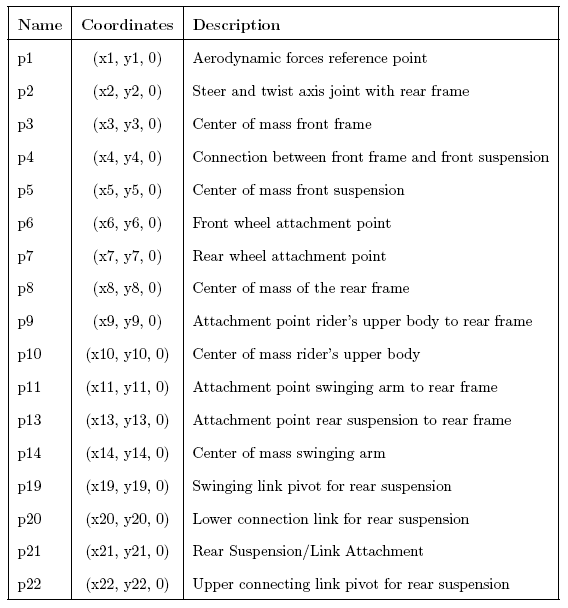 Name Coordinates Description
p1 (x1, y1, 0) Aerodynamic forces reference point
p2 (x2, y2, 0) Steer and twist axis joint with rear frame
p3 (x3, y3, 0) Center of mass front frame
p4 (x4, y4, 0) Connection between front frame and front suspension
p5 (x5, y5, 0) Center of mass front suspension
p6 (x6, y6, 0) Front wheel attachment point
p7 (x7, y7, 0) Rear wheel attachment point
p8 (x8, y8, 0) Center of mass of the rear frame
p9 (x9, y9, 0) Attachment point rider's upper body to rear frame
p10 (x10, y10, 0) Center of mass rider's upper body
p11 (x11, y11, 0) Attachment point swinging arm to rear frame
p13 (x13, y13, 0) Attachment point rear suspension to rear frame
p14 (x14, y14, 0) Center of mass swinging arm
p19 (x19, y19, 0) Swinging link pivot for rear suspension
p20 (x20, y20, 0) Lower connection link for rear suspension
p21 (x21, y21, 0) Rear Suspension/Link Attachment
p22 (x22, y22, 0) Upper connecting link pivot for rear suspension